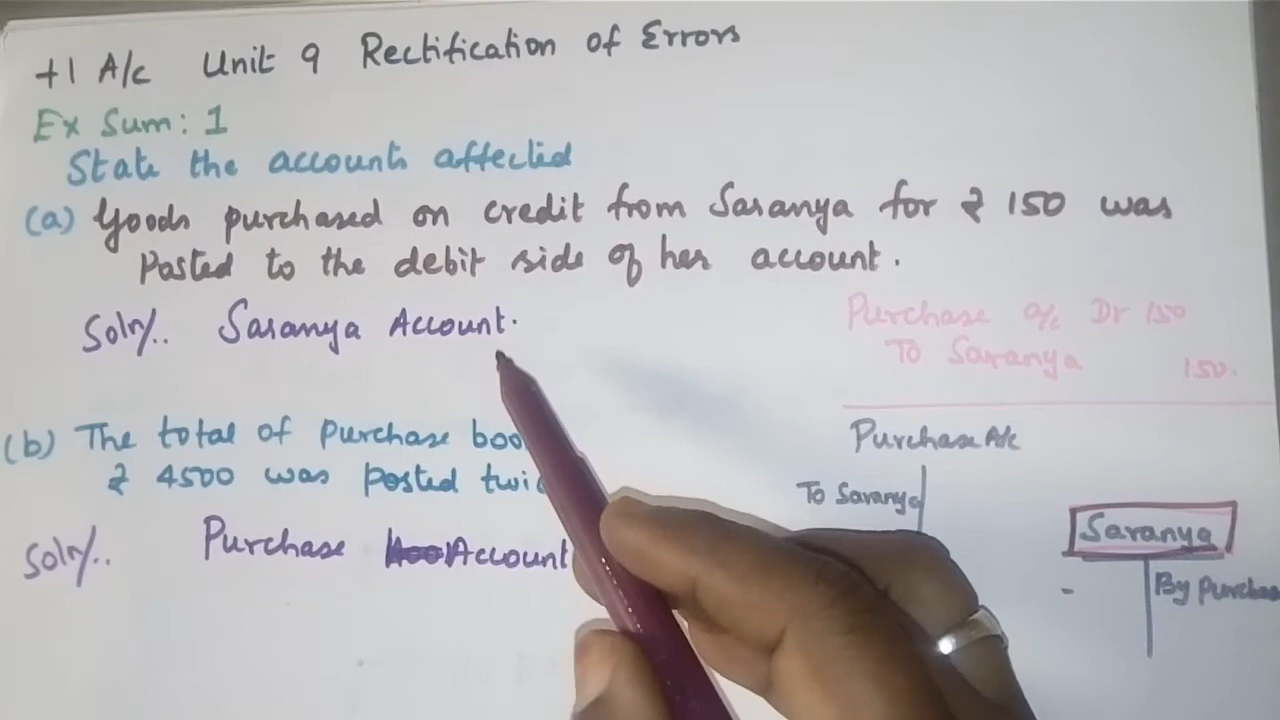 +1 A/c Unit 9 Rectification of Errors
Ex Sum: 1
State the accounts affected
(a) Goods purchased on credit from Saranya for ₹ 150 was
Posted to the debit side of her account.
Soln/.. Saranya Account.
Purchase a/c Dr 150
To Saranya 150.
(b) The total of purchase
₹ 4500 was posted
Soln/.. Purchase Account
Purchase A/c
To Saranya
Saranya
- By Purchase